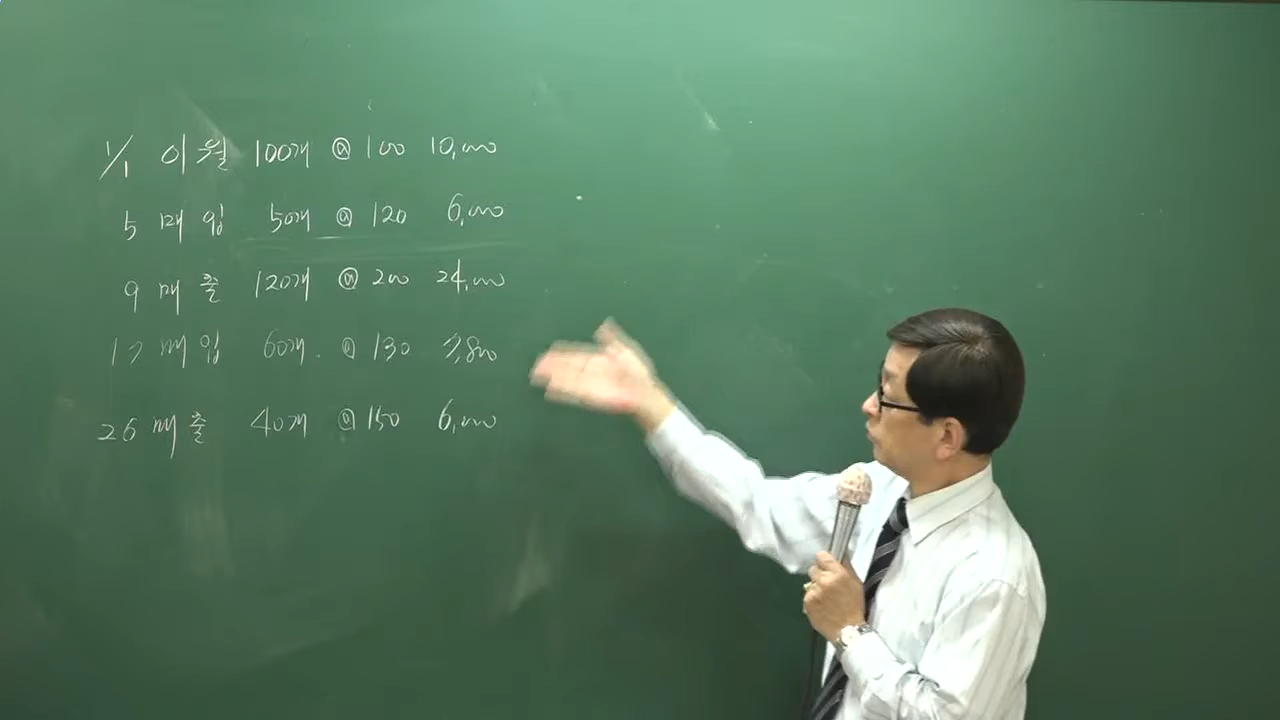 1/1 이월 100개 @ 100 10,000
5 매입 50개 @ 120 6,000
9 매출 120개 @ 200 24,000
17 매입 60개 @ 130 7,800
26 매출 40개 @ 150 6,000